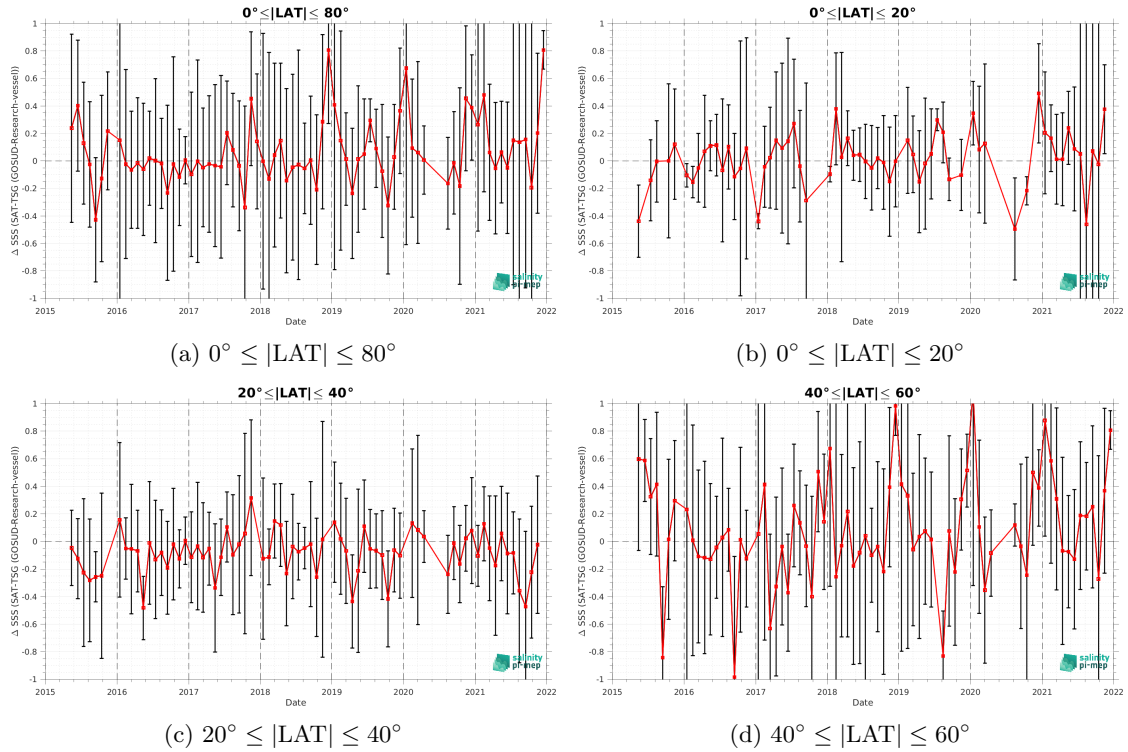 0°≤|LAT|≤ 80°
Δ SSS (SAT-TSG (GOSUD-Research-vessel))
1
0.8
0.6
0.4
0.2
0
-0.2
-0.4
-0.6
-0.8
-1
2015 2016 2017 2018 2019 2020 2021 2022
Date
salinity
pi-mep
(a) 0° ≤ |LAT| ≤ 80°
0°≤|LAT|≤ 20°
Δ SSS (SAT-TSG (GOSUD-Research-vessel))
1
0.8
0.6
0.4
0.2
0
-0.2
-0.4
-0.6
-0.8
-1
2015 2016 2017 2018 2019 2020 2021 2022
Date
salinity
pi-mep
(b) 0° ≤ |LAT| ≤ 20°
20°≤|LAT|≤ 40°
Δ SSS (SAT-TSG (GOSUD-Research-vessel))
1
0.8
0.6
0.4
0.2
0
-0.2
-0.4
-0.6
-0.8
-1
2015 2016 2017 2018 2019 2020 2021 2022
Date
salinity
pi-mep
(c) 20° ≤ |LAT| ≤ 40°
40°≤|LAT|≤ 60°
Δ SSS (SAT-TSG (GOSUD-Research-vessel))
1
0.8
0.6
0.4
0.2
0
-0.2
-0.4
-0.6
-0.8
-1
2015 2016 2017 2018 2019 2020 2021 2022
Date
salinity
pi-mep
(d) 40° ≤ |LAT| ≤ 60°